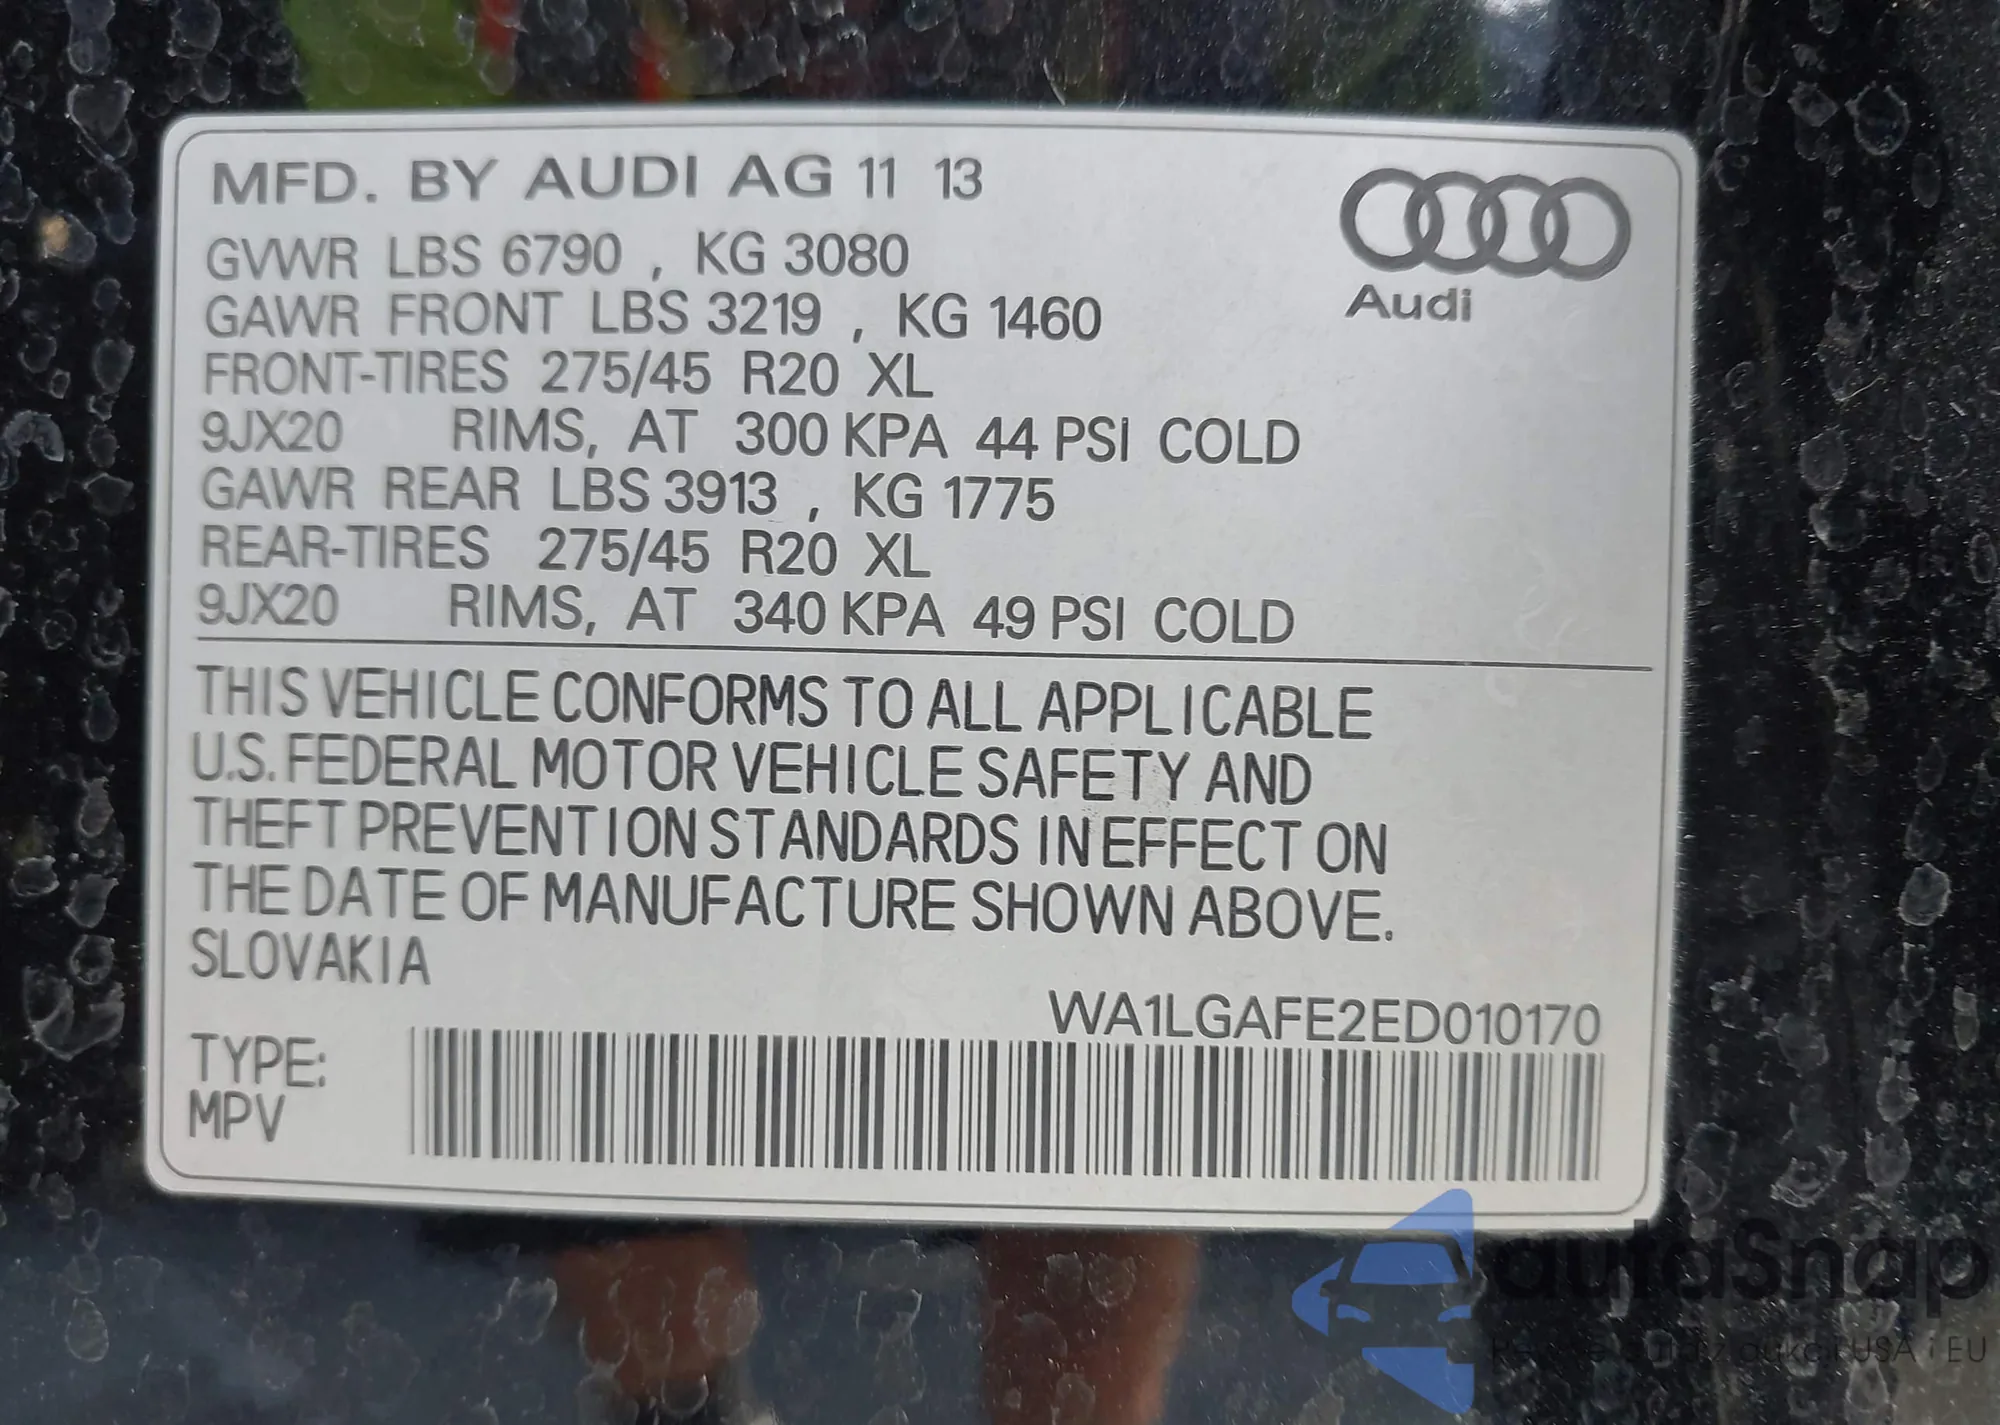 MFD. BY AUDI AG 11 13
GVWR LBS 6790 , KG 3080
GAWR FRONT LBS 3219 , KG 1460
FRONT-TIRES 275/45 R20 XL
9JX20 RIMS, AT 300 KPA 44 PSI COLD
GAWR REAR LBS 3913 , KG 1775
REAR-TIRES 275/45 R20 XL
9JX20 RIMS, AT 340 KPA 49 PSI COLD
Audi
THIS VEHICLE CONFORMS TO ALL APPLICABLE
U.S. FEDERAL MOTOR VEHICLE SAFETY AND
THEFT PREVENTION STANDARDS IN EFFECT ON
THE DATE OF MANUFACTURE SHOWN ABOVE.
SLOVAKIA
WA1LGAFE2ED010170
TYPE:
MPV
autaSnap
USA i EU